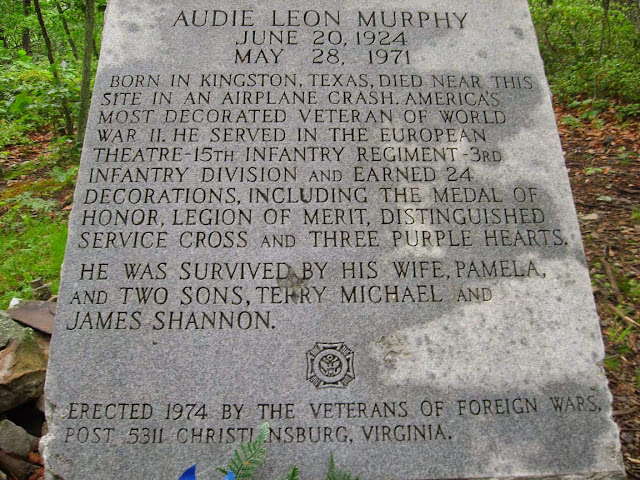 AUDIE LEON MURPHY
JUNE 20, 1924
MAY 28, 1971
BORN IN KINGSTON, TEXAS, DIED NEAR THIS
SITE IN AN AIRPLANE CRASH. AMERICA'S
MOST DECORATED VETERAN OF WORLD
WAR II. HE SERVED IN THE EUROPEAN
THEATRE-15TH INFANTRY REGIMENT-3RD
INFANTRY DIVISION AND EARNED 24
DECORATIONS, INCLUDING THE MEDAL OF
HONOR, LEGION OF MERIT, DISTINGUISHED
SERVICE CROSS AND THREE PURPLE HEARTS.
HE WAS SURVIVED BY HIS WIFE, PAMELA,
AND TWO SONS, TERRY MICHAEL AND
JAMES SHANNON.
ERECTED 1974 BY THE VETERANS OF FOREIGN WARS,
POST 5311 CHRISTIANSBURG, VIRGINIA.